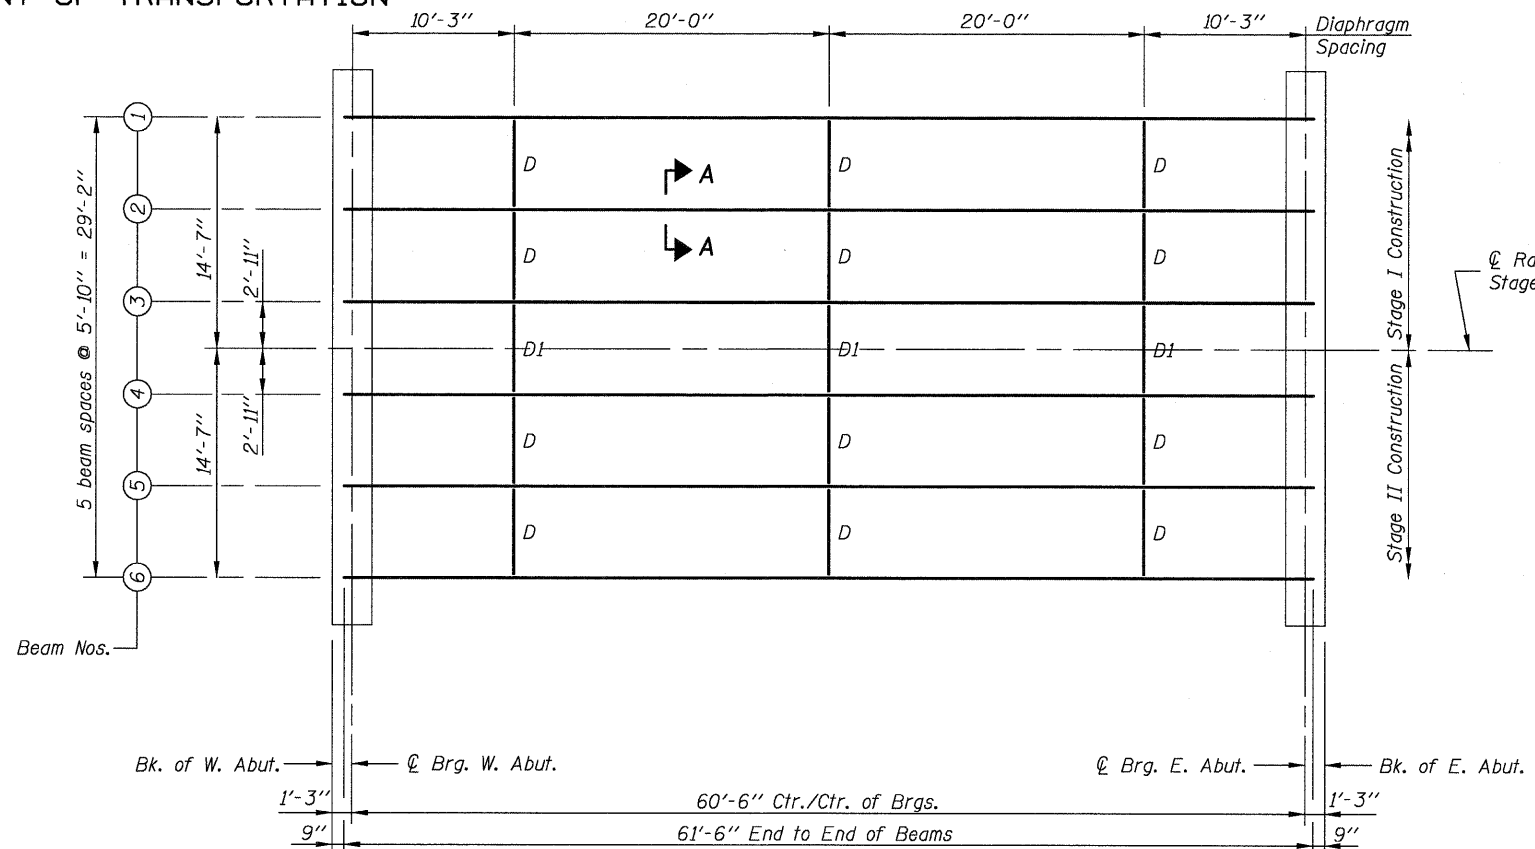 10'-3" 20'-0" 20'-0" 10'-3" Diaphragm
Spacing
1
2
3
4
5
6
Beam Nos.
5 beam spaces @ 5'-10" = 29'-2"
14'-7"
14'-7"
2'-11"
2'-11"
D D D
A
A
D D D
D1 D1 D1
D D D
D D D
Stage I Construction
Stage II Construction
℄
Stage
Bk. of W. Abut. ℄ Brg. W. Abut. ℄ Brg. E. Abut. Bk. of E. Abut.
1'-3" 60'-6" Ctr./Ctr. of Brgs. 1'-3"
9" 61'-6" End to End of Beams 9"